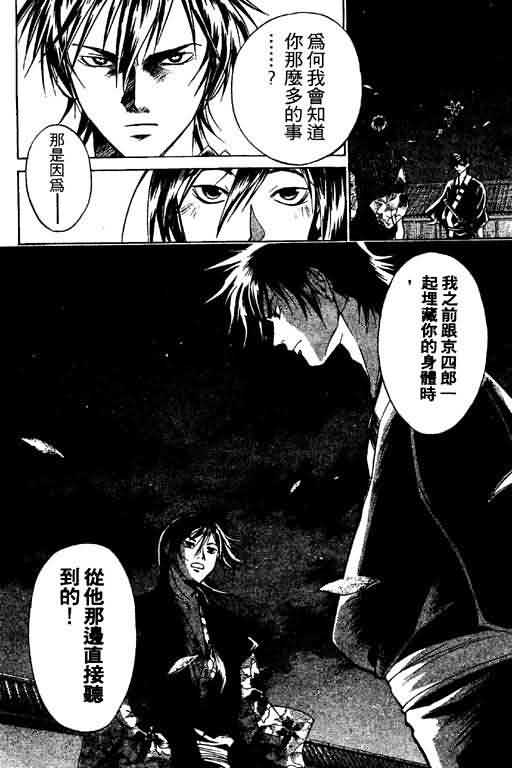 爲何我會知道
你那麼多的事
……？
那是因爲──
我之前跟京四郎一
起埋藏你的身體時
，
從他那邊直接聽
到的！